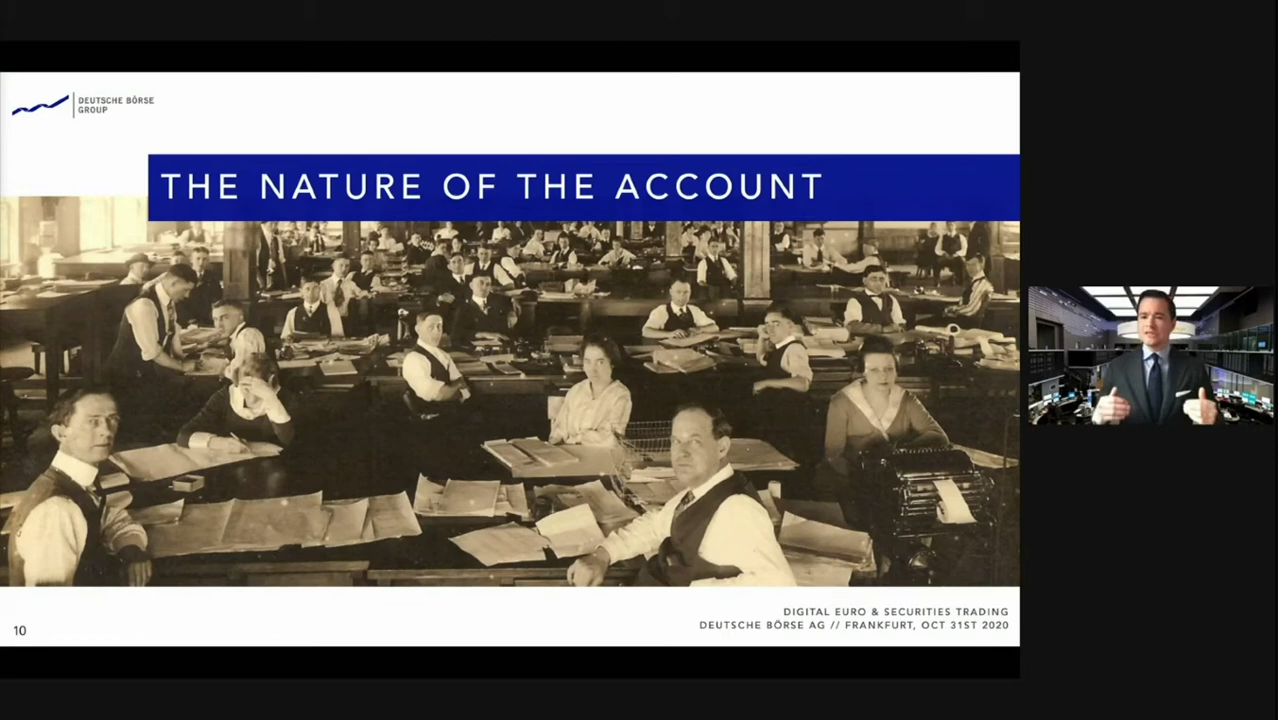 DEUTSCHE BÖRSE
GROUP
THE NATURE OF THE ACCOUNT
DIGITAL EURO & SECURITIES TRADING
DEUTSCHE BÖRSE AG // FRANKFURT, OCT 31ST 2020
10